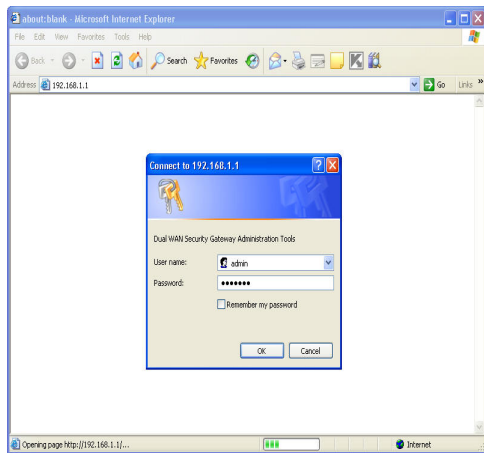 about:blank - Microsoft Internet Explorer
File Edit View Favorites Tools Help
Back Search Favorites
Address 192.168.1.1 Go Links »
Connect to 192.168.1.1
Dual WAN Security Gateway Administration Tools
User name: admin
Password: •••••••
Remember my password
OK Cancel
Opening page http://192.168.1.1/... Internet